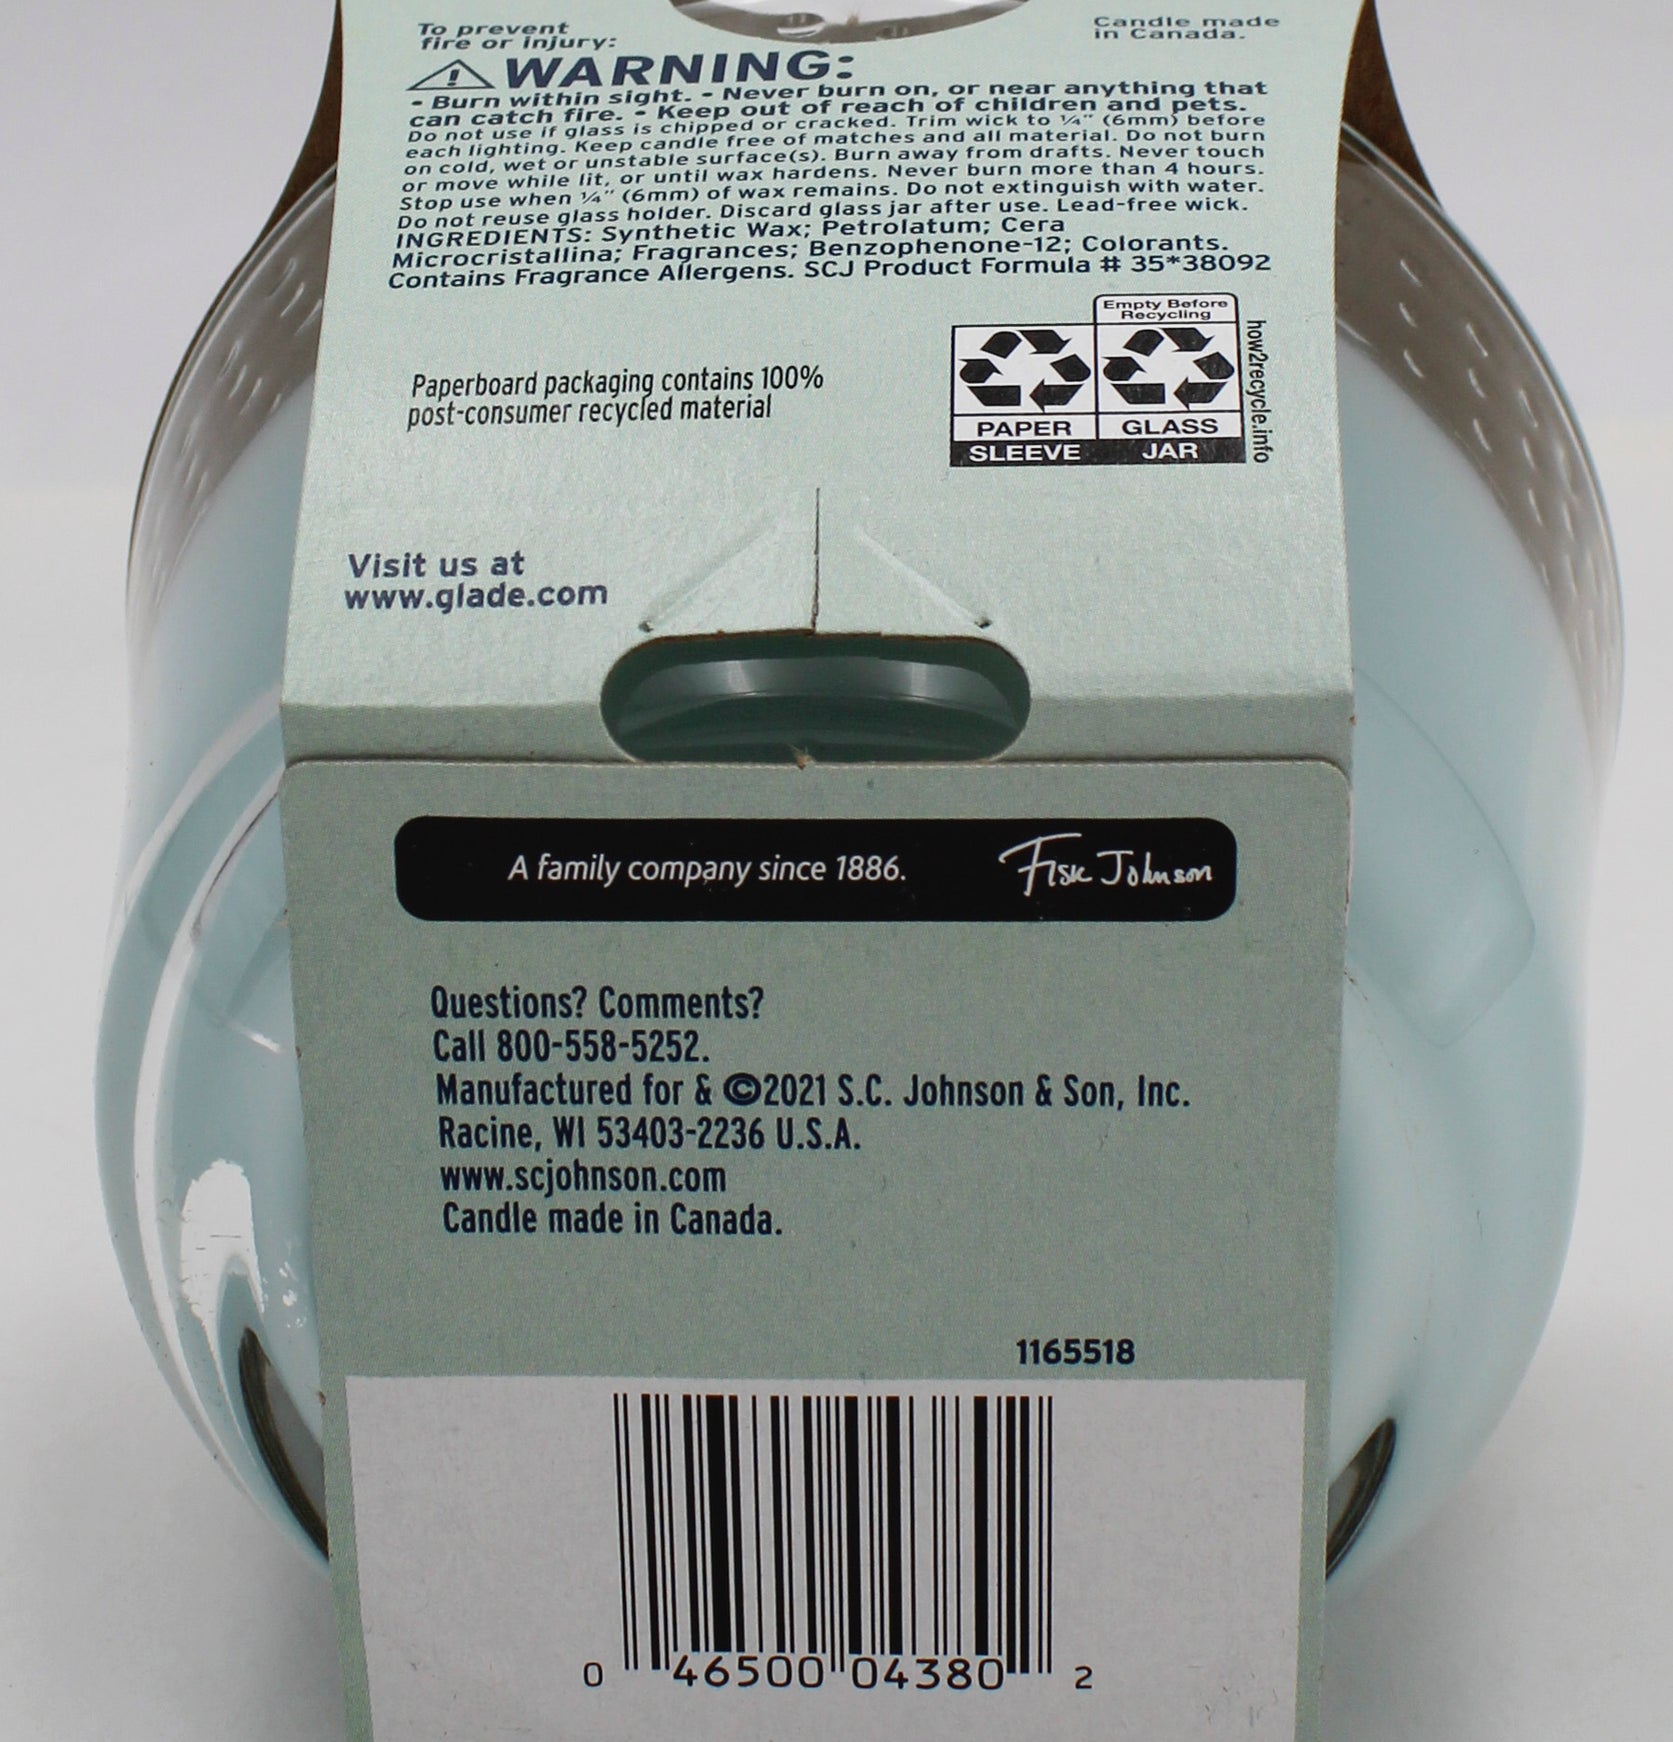 To prevent
fire or injury:
Candle made
in Canada.
WARNING:
• Burn within sight. • Never burn on, or near anything that
can catch fire. • Keep out of reach of children and pets.
Do not use if glass is chipped or cracked. Trim wick to ¼" (6mm) before
each lighting. Keep candle free of matches and all material. Do not burn
on cold, wet or unstable surface(s). Burn away from drafts. Never touch
or move while lit, or until wax hardens. Never burn more than 4 hours.
Stop use when ¼" (6mm) of wax remains. Do not extinguish with water.
Do not reuse glass holder. Discard glass jar after use. Lead-free wick.
INGREDIENTS: Synthetic Wax; Petrolatum; Cera
Microcristallina; Fragrances; Benzophenone-12; Colorants.
Contains Fragrance Allergens. SCJ Product Formula # 35*38092
Empty Before
Recycling
PAPER GLASS
SLEEVE JAR
how2recycle.info
Paperboard packaging contains 100%
post-consumer recycled material
Visit us at
www.glade.com
A family company since 1886. Fisk Johnson
Questions? Comments?
Call 800-558-5252.
Manufactured for & ©2021 S.C. Johnson & Son, Inc.
Racine, WI 53403-2236 U.S.A.
www.scjohnson.com
Candle made in Canada.
1165518
0 46500 04380 2